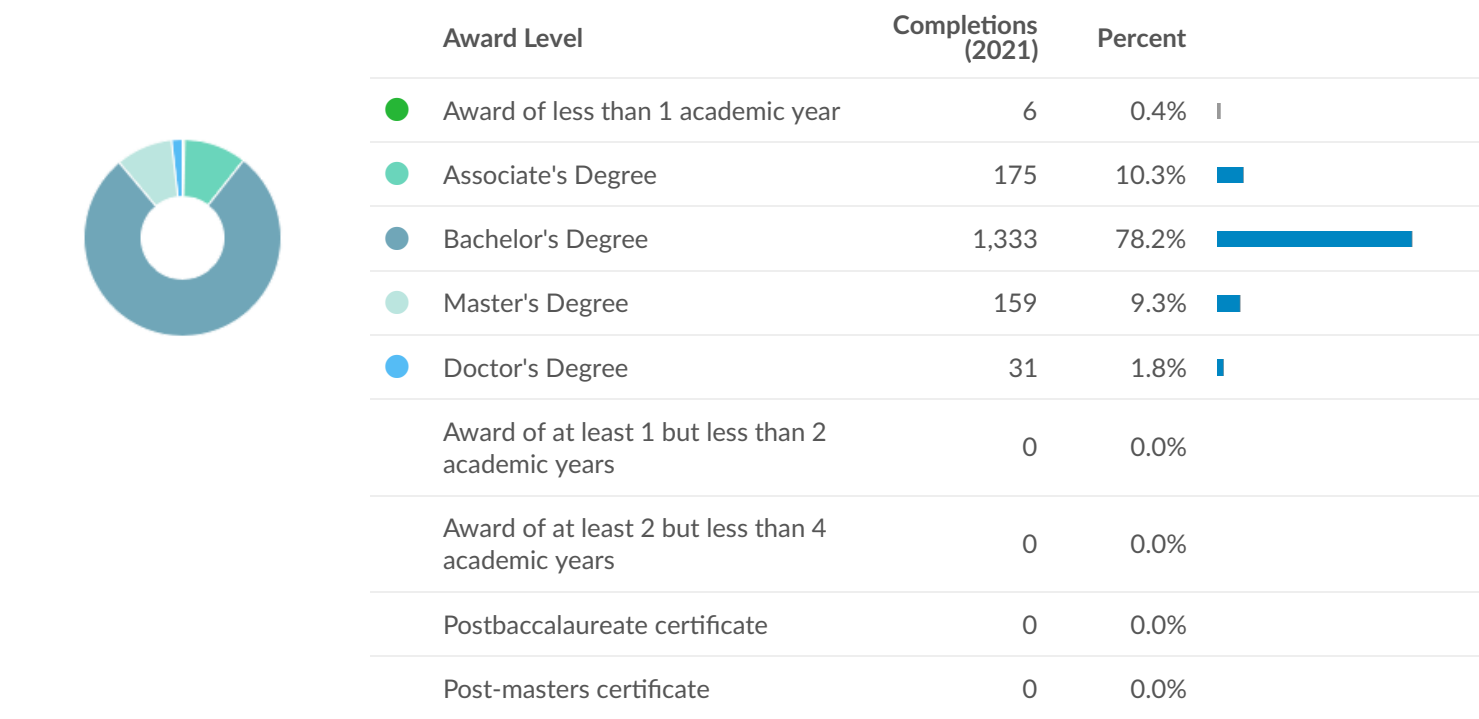 Award Level Completions (2021) Percent
Award of less than 1 academic year 6 0.4%
Associate's Degree 175 10.3%
Bachelor's Degree 1,333 78.2%
Master's Degree 159 9.3%
Doctor's Degree 31 1.8%
Award of at least 1 but less than 2
academic years 0 0.0%
Award of at least 2 but less than 4
academic years 0 0.0%
Postbaccalaureate certificate 0 0.0%
Post-masters certificate 0 0.0%